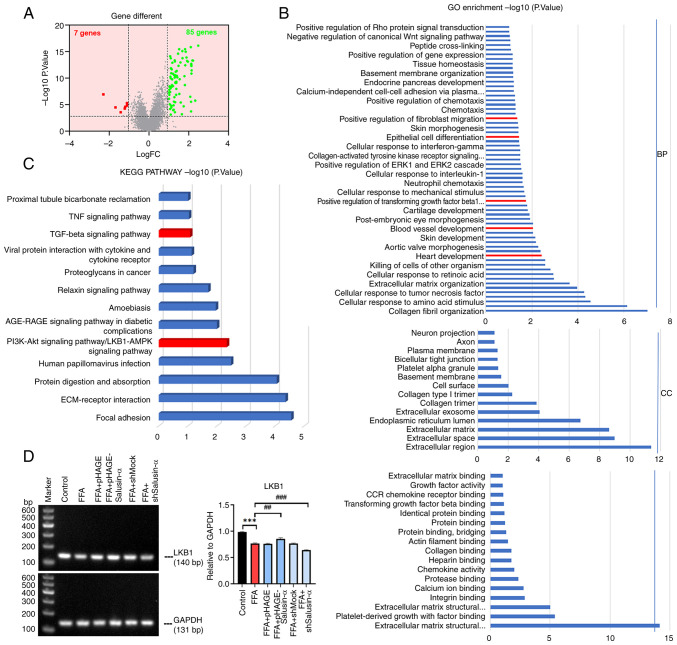 A
Gene different
7 genes
85 genes
–Log10 P.Value
20
15
10
5
0
-4
-2
0
2
4
LogFC
B
GO enrichment –log10 (P.Value)
Positive regulation of Rho protein signal transduction
Negative regulation of canonical Wnt signaling pathway
Peptide cross-linking
Positive regulation of gene expression
Tissue homeostasis
Basement membrane organization
Endocrine pancreas development
Calcium-independent cell-cell adhesion via plasma...
Positive regulation of chemotaxis
Chemotaxis
Positive regulation of fibroblast migration
Skin morphogenesis
Epithelial cell differentiation
Cellular response to interferon-gamma
Collagen-activated tyrosine kinase receptor signaling...
Positive regulation of ERK1 and ERK2 cascade
Cellular response to interleukin-1
Neutrophil chemotaxis
Cellular response to mechanical stimulus
Positive regulation of transforming growth factor beta1...
Cartilage development
Post-embryonic eye morphogenesis
Blood vessel development
Skin development
Aortic valve morphogenesis
Heart development
Killing of cells of other organism
Cellular response to retinoic acid
Extracellular matrix organization
Cellular response to tumor necrosis factor
Cellular response to amino acid stimulus
Collagen fibril organization
BP
0
2
4
6
8
Neuron projection
Axon
Plasma membrane
Bicellular tight junction
Platelet alpha granule
Basement membrane
Cell surface
Collagen type I trimer
Collagen trimer
Extracellular exosome
Endoplasmic reticulum lumen
Extracellular matrix
Extracellular space
Extracellular region
CC
0
2
4
6
8
10
12
Extracellular matrix binding
Growth factor activity
CCR chemokine receptor binding
Transforming growth factor beta binding
Identical protein binding
Protein binding
Protein binding, bridging
Actin filament binding
Collagen binding
Heparin binding
Chemokine activity
Protease binding
Calcium ion binding
Integrin binding
Extracellular matrix structural...
Platelet-derived growth with factor binding
Extracellular matrix structural...
0
5
10
15
C
KEGG PATHWAY –log10 (P.Value)
Proximal tubule bicarbonate reclamation
TNF signaling pathway
TGF-beta signaling pathway
Viral protein interaction with cytokine and
cytokine receptor
Proteoglycans in cancer
Relaxin signaling pathway
Amoebiasis
AGE-RAGE signaling pathway in diabetic
complications
PI3K-Akt signaling pathway/LKB1-AMPK
signaling pathway
Human papillomavirus infection
Protein digestion and absorption
ECM-receptor interaction
Focal adhesion
0
1
2
3
4
5
D
bp
Marker
Control
FFA
FFA+pHAGE
FFA+pHAGE-
Salusin-α
FFA+shMock
FFA+
shSalusin-α
600
500
400
300
200
100
LKB1
(140 bp)
600
500
400
300
200
100
GAPDH
(131 bp)
LKB1
Relative to GAPDH
1.5
1.0
0.5
0.0
***
##
###
Control
FFA
FFA+pHAGE
FFA+pHAGE-
Salusin-α
FFA+shMock
FFA+
shSalusin-α